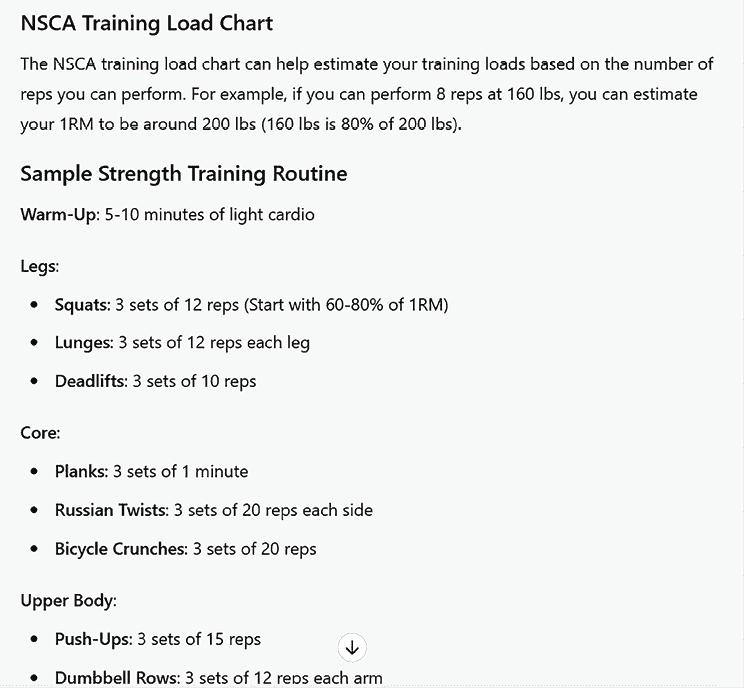 NSCA Training Load Chart
The NSCA training load chart can help estimate your training loads based on the number of
reps you can perform. For example, if you can perform 8 reps at 160 lbs, you can estimate
your 1RM to be around 200 lbs (160 lbs is 80% of 200 lbs).
Sample Strength Training Routine
Warm-Up: 5-10 minutes of light cardio
Legs:
• Squats: 3 sets of 12 reps (Start with 60-80% of 1RM)
• Lunges: 3 sets of 12 reps each leg
• Deadlifts: 3 sets of 10 reps
Core:
• Planks: 3 sets of 1 minute
• Russian Twists: 3 sets of 20 reps each side
• Bicycle Crunches: 3 sets of 20 reps
Upper Body:
• Push-Ups: 3 sets of 15 reps
• Dumbbell Rows: 3 sets of 12 reps each arm